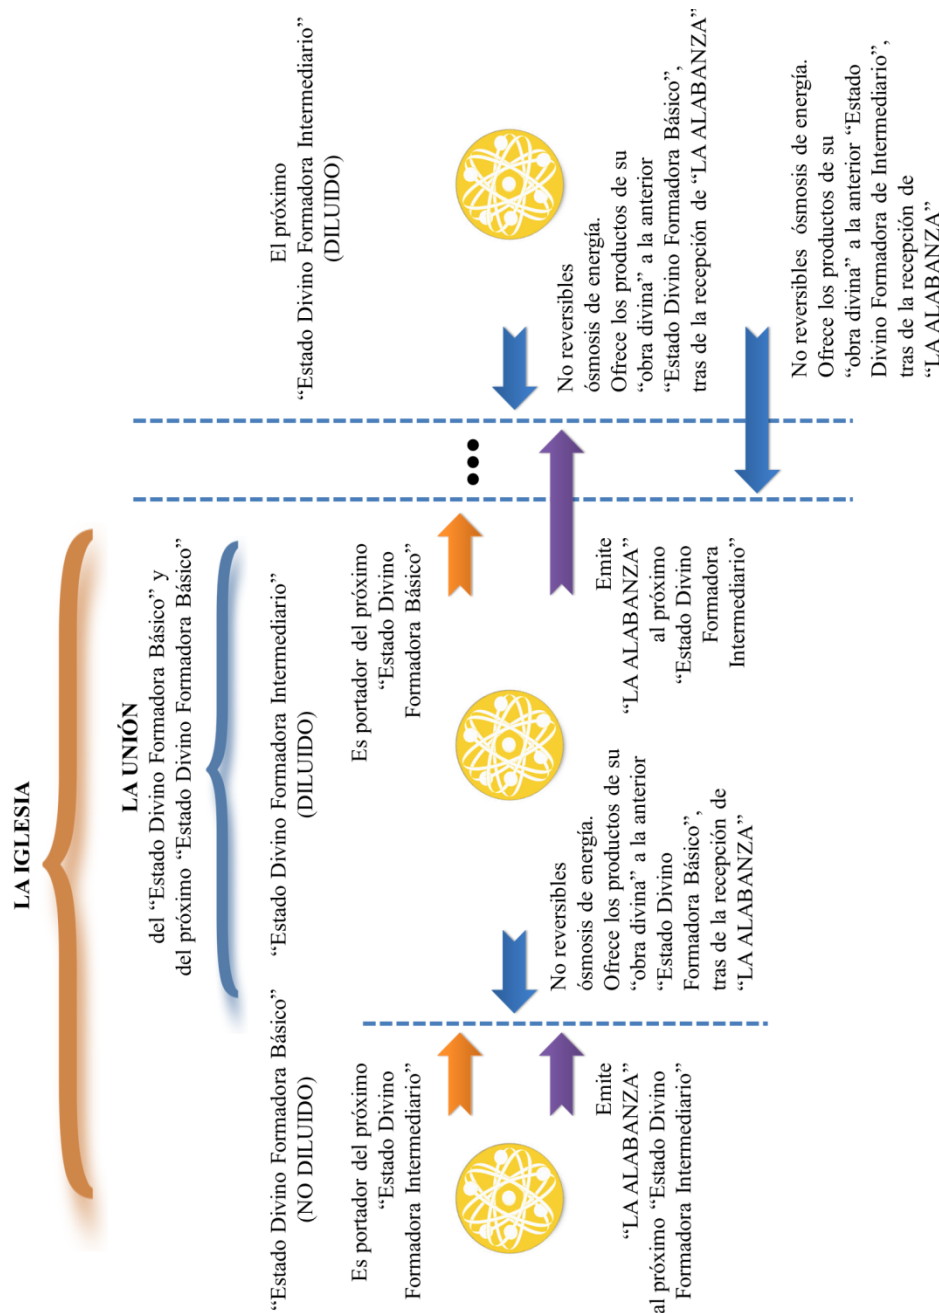 LA IGLESIA
LA UNIÓN
del “Estado Divino Formadora Básico” y
del próximo “Estado Divino Formadora Básico”
“Estado Divino Formadora Básico”
(NO DILUIDO)
“Estado Divino Formadora Intermediario”
(DILUIDO)
El próximo
“Estado Divino Formadora Intermediario”
(DILUIDO)
Es portador del próximo
“Estado Divino
Formadora Intermediario”
Es portador del próximo
“Estado Divino
Formadora Básico”
•••
Emite
“LA ALABANZA”
al próximo “Estado Divino
Formadora Intermediario”
No reversibles
ósmosis de energía.
Ofrece los productos de su
“obra divina” a la anterior
“Estado Divino
Formadora Básico”,
tras de la recepción de
“LA ALABANZA”
Emite
“LA ALABANZA”
al próximo
“Estado Divino
Formadora
Intermediario”
No reversibles
ósmosis de energía.
Ofrece los productos de su
“obra divina” a la anterior
“Estado Divino Formadora Básico”,
tras de la recepción de “LA ALABANZA”
No reversibles ósmosis de energía.
Ofrece los productos de su
“obra divina” a la anterior “Estado
Divino Formadora de Intermediario”,
tras de la recepción de
“LA ALABANZA”